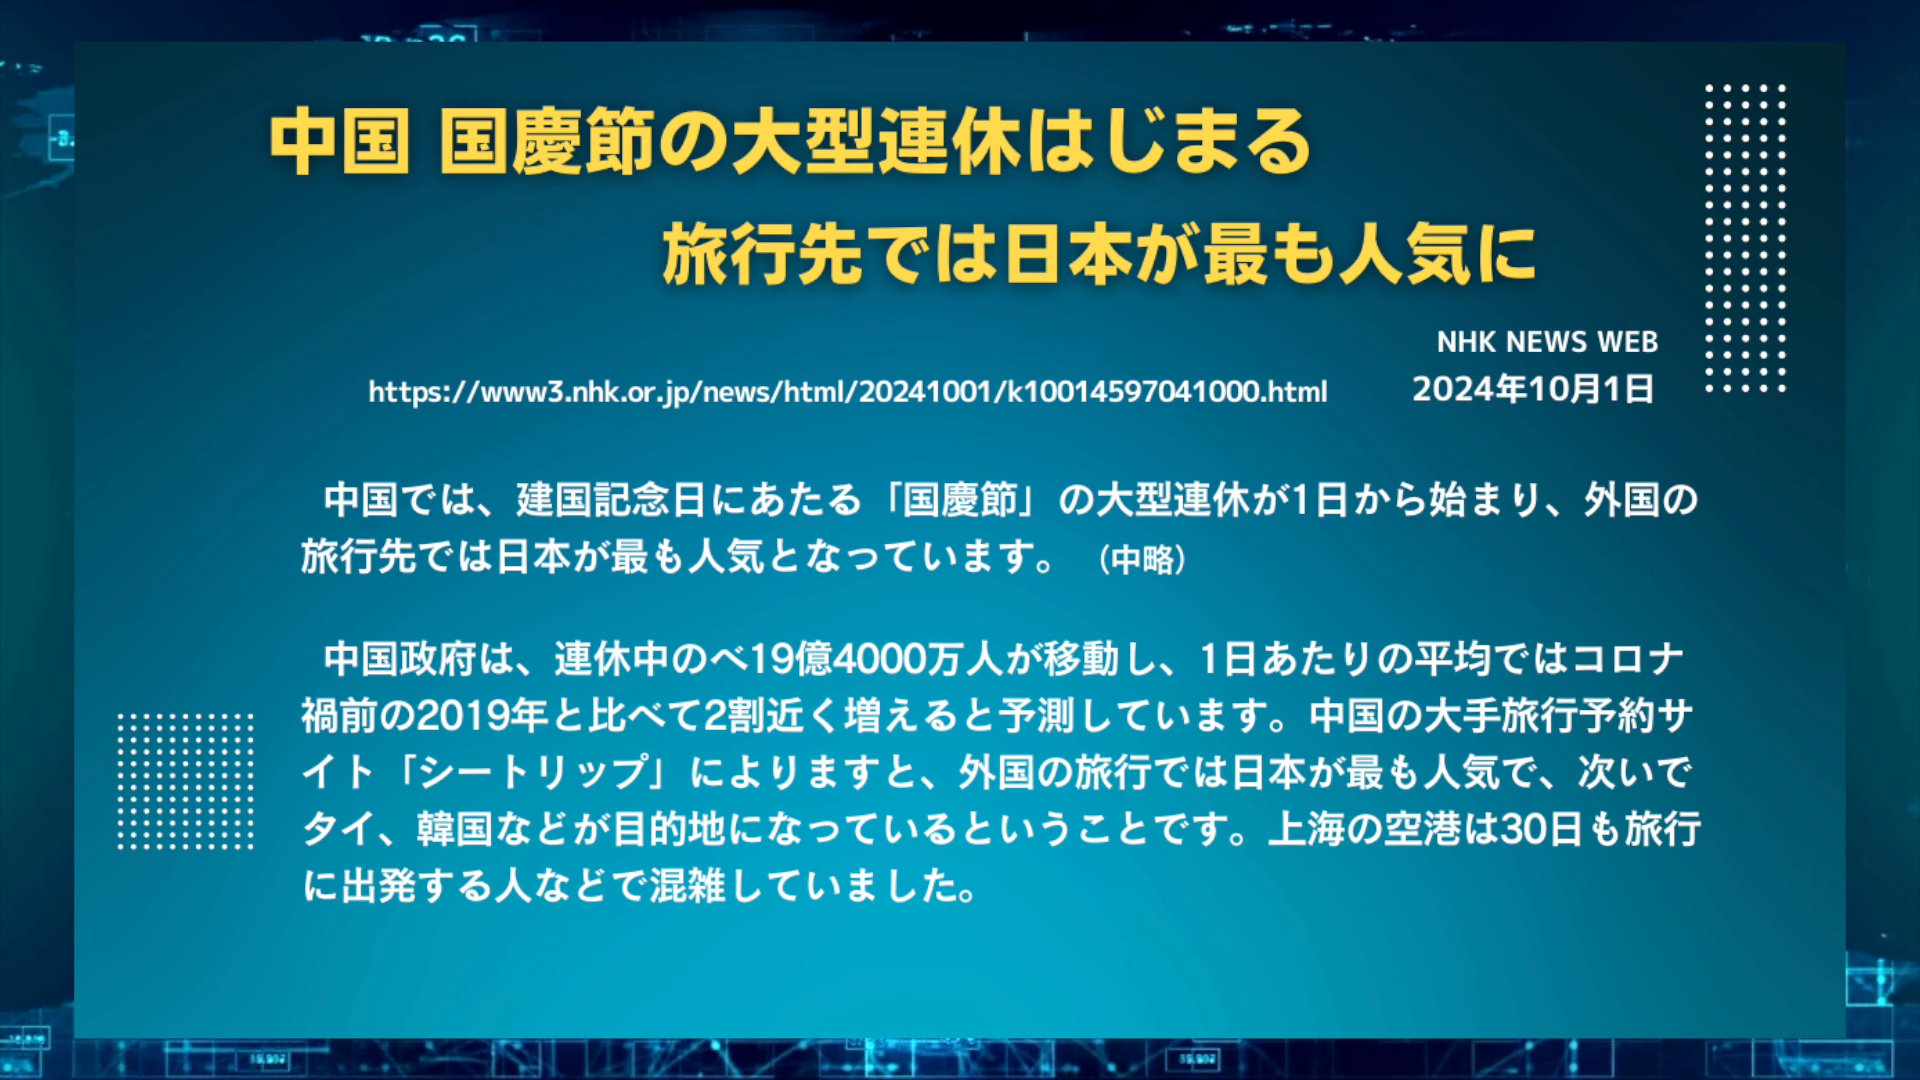 中国 国慶節の大型連休はじまる
旅行先では日本が最も人気に
NHK NEWS WEB
https://www3.nhk.or.jp/news/html/20241001/k10014597041000.html
2024年10月1日
中国では、建国記念日にあたる「国慶節」の大型連休が1日から始まり、外国の
旅行先では日本が最も人気となっています。（中略）
中国政府は、連休中のべ19億4000万人が移動し、1日あたりの平均ではコロナ
禍前の2019年と比べて2割近く増えると予測しています。中国の大手旅行予約サ
イト「シートリップ」によりますと、外国の旅行では日本が最も人気で、次いで
タイ、韓国などが目的地になっているということです。上海の空港は30日も旅行
に出発する人などで混雑していました。